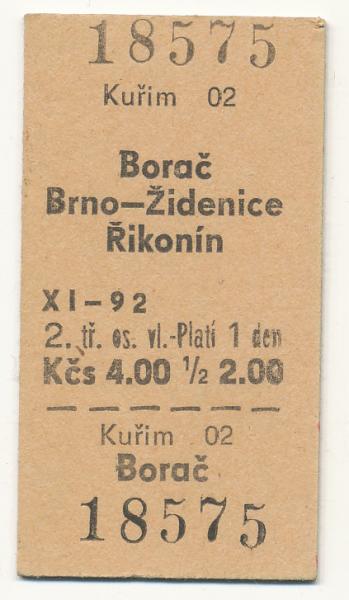 18575
Kuřim 02
Borač
Brno—Židenice
Řikonín
XI-92
2. tř. os. vl.-Platí 1 den
Kčs 4.00 ½ 2.00
Kuřim 02
Borač
18575